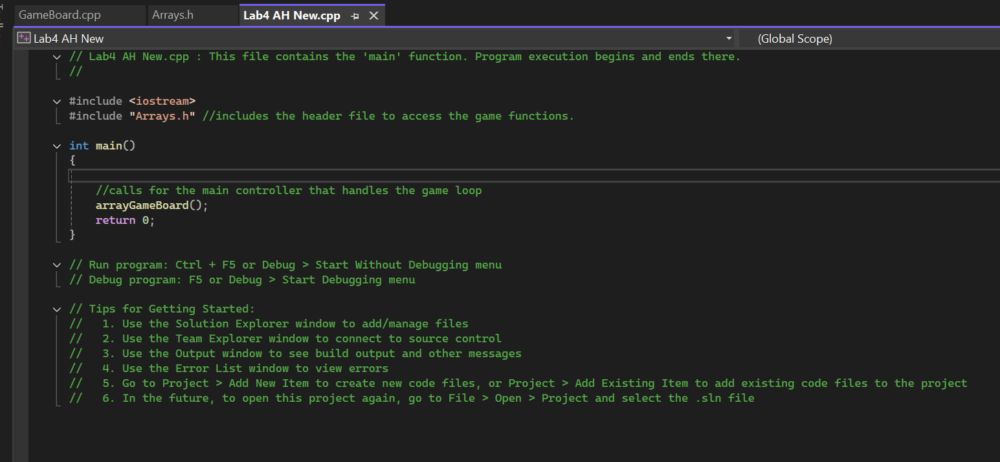 GameBoard.cpp Arrays.h Lab4 AH New.cpp
Lab4 AH New (Global Scope)
// Lab4 AH New.cpp : This file contains the 'main' function. Program execution begins and ends there.
//
#include <iostream>
#include "Arrays.h" //includes the header file to access the game functions.
int main()
{
//calls for the main controller that handles the game loop
arrayGameBoard();
return 0;
}
// Run program: Ctrl + F5 or Debug > Start Without Debugging menu
// Debug program: F5 or Debug > Start Debugging menu
// Tips for Getting Started:
//   1. Use the Solution Explorer window to add/manage files
//   2. Use the Team Explorer window to connect to source control
//   3. Use the Output window to see build output and other messages
//   4. Use the Error List window to view errors
//   5. Go to Project > Add New Item to create new code files, or Project > Add Existing Item to add existing code files to the project
//   6. In the future, to open this project again, go to File > Open > Project and select the .sln file